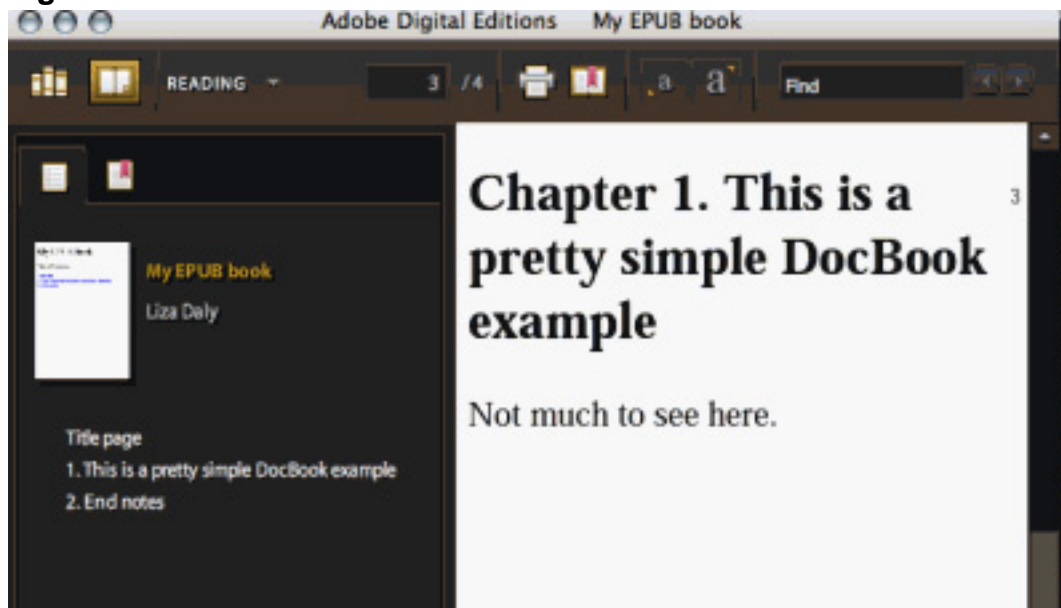 Adobe Digital Editions My EPUB book
READING 3 /4 a a Find
My EPUB book
Liza Daly
Title page
1. This is a pretty simple DocBook example
2. End notes
Chapter 1. This is a
pretty simple DocBook
example
3
Not much to see here.